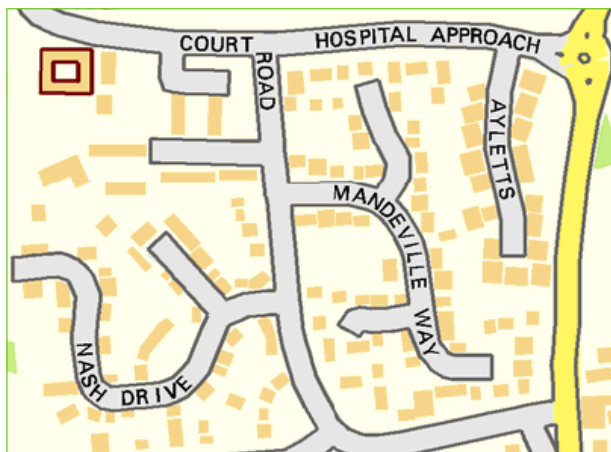 COURT ROAD
HOSPITAL APPROACH
AYLETTS
MANDEVILLE WAY
NASH DRIVE